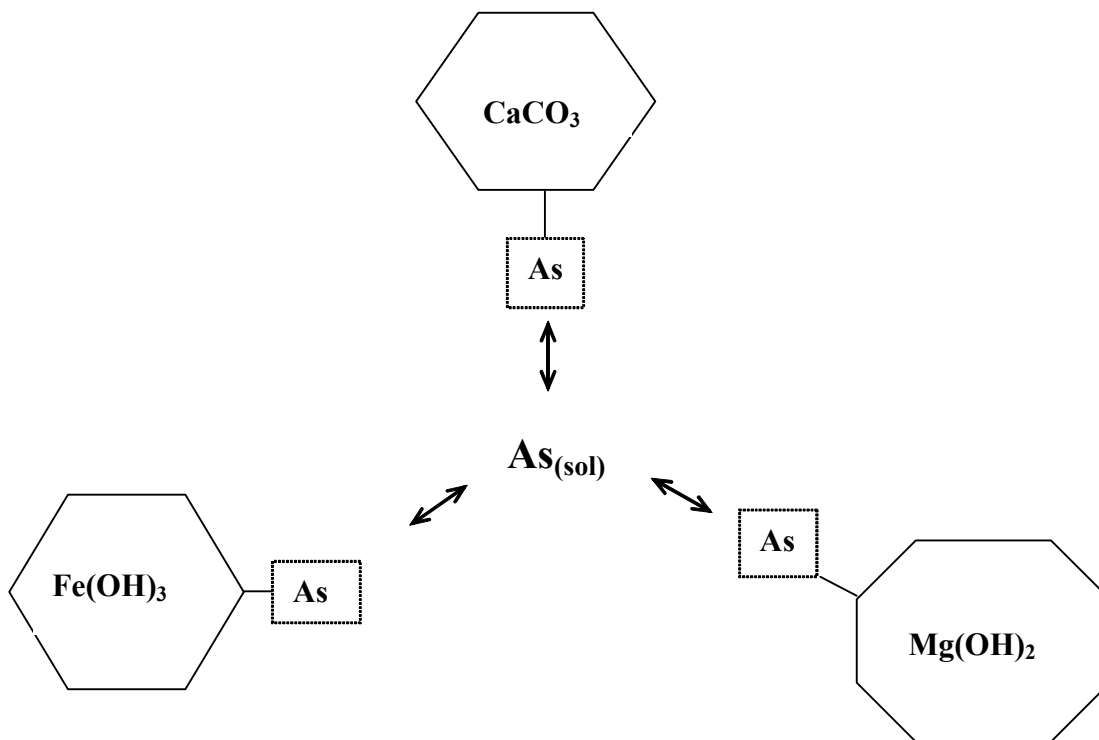 CaCO₃
As
As₍sol₎
As
Fe(OH)₃
As
Mg(OH)₂